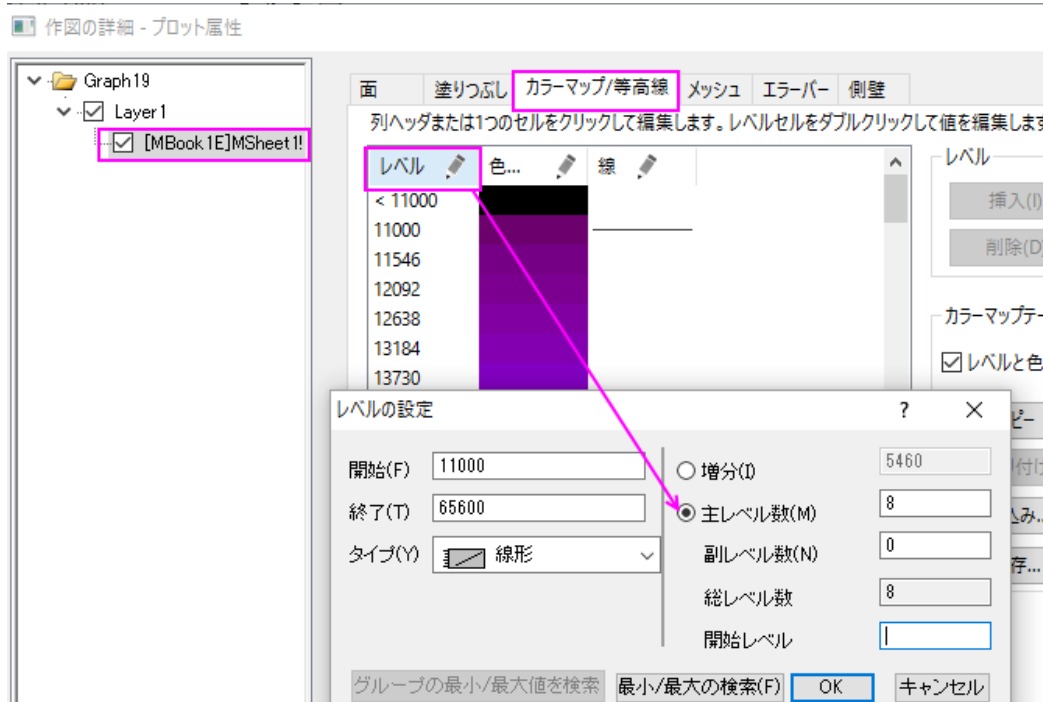 作図の詳細 - プロット属性
Graph19
Layer1
[MBook1E]MSheet1!
面 塗りつぶし カラーマップ/等高線 メッシュ エラーバー 側壁
列ヘッダまたは1つのセルをクリックして編集します。レベルセルをダブルクリックして値を編集します
レベル 色... 線
< 11000
11000
11546
12092
12638
13184
13730
レベル
挿入(I)
削除(D)
カラーマップテー
レベルと色
ピー
付け
込み..
存...
レベルの設定 ? ×
開始(F) 11000
終了(T) 65600
タイプ(Y) 線形
増分(I) 5460
主レベル数(M) 8
副レベル数(N) 0
総レベル数 8
開始レベル
グループの最小/最大値を検索 最小/最大の検索(F) OK キャンセル